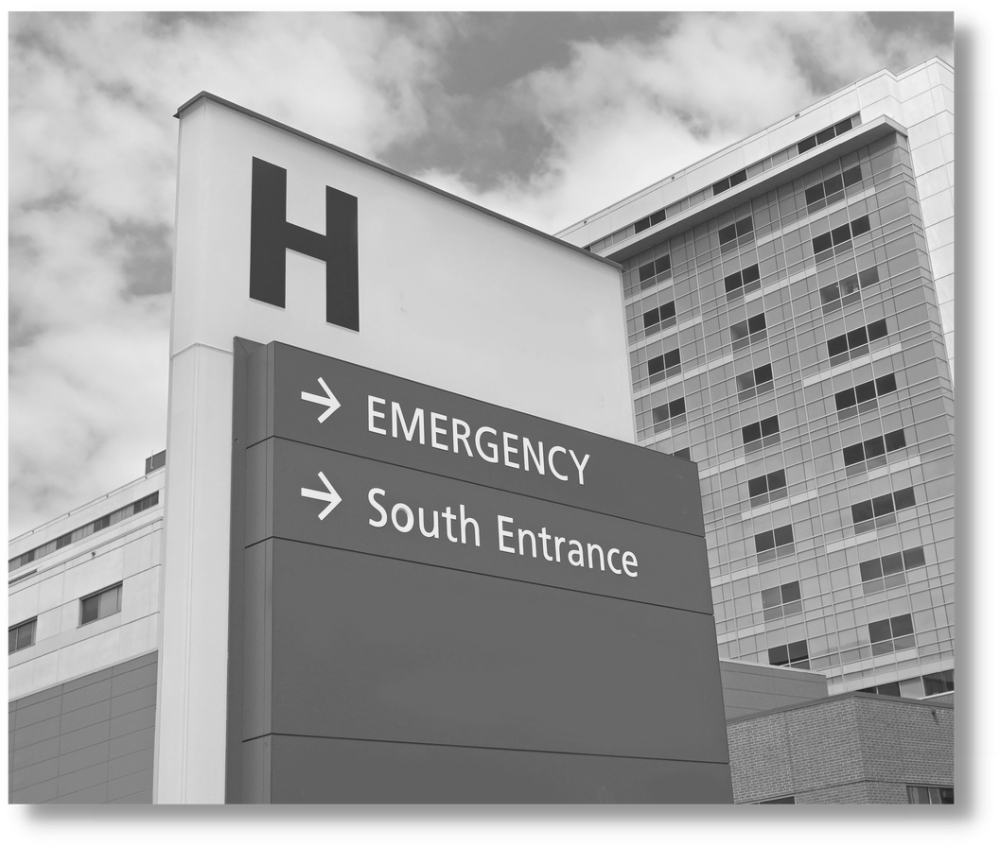 H
→ EMERGENCY
→ South Entrance